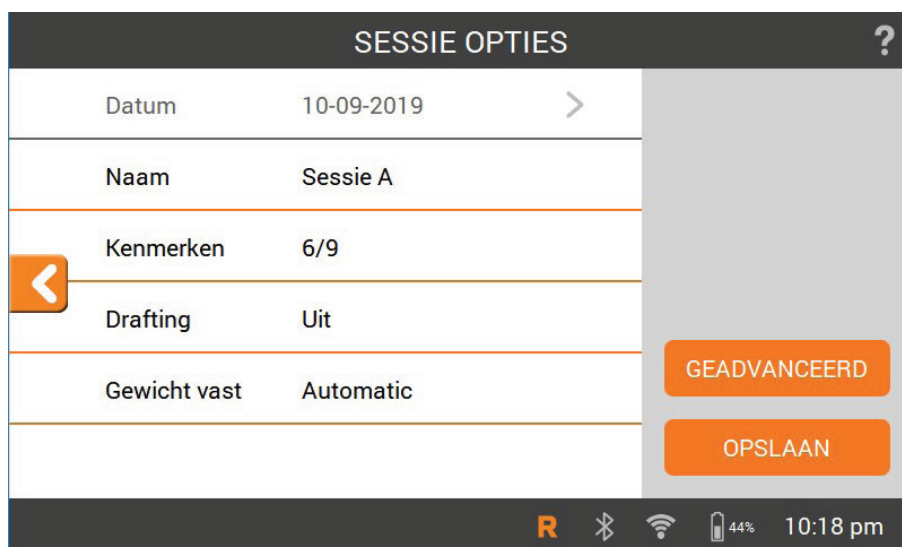 SESSIE OPTIES ?
Datum 10-09-2019
Naam Sessie A
Kenmerken 6/9
Drafting Uit
Gewicht vast Automatic
GEADVANCEERD
OPSLAAN
R 44% 10:18 pm